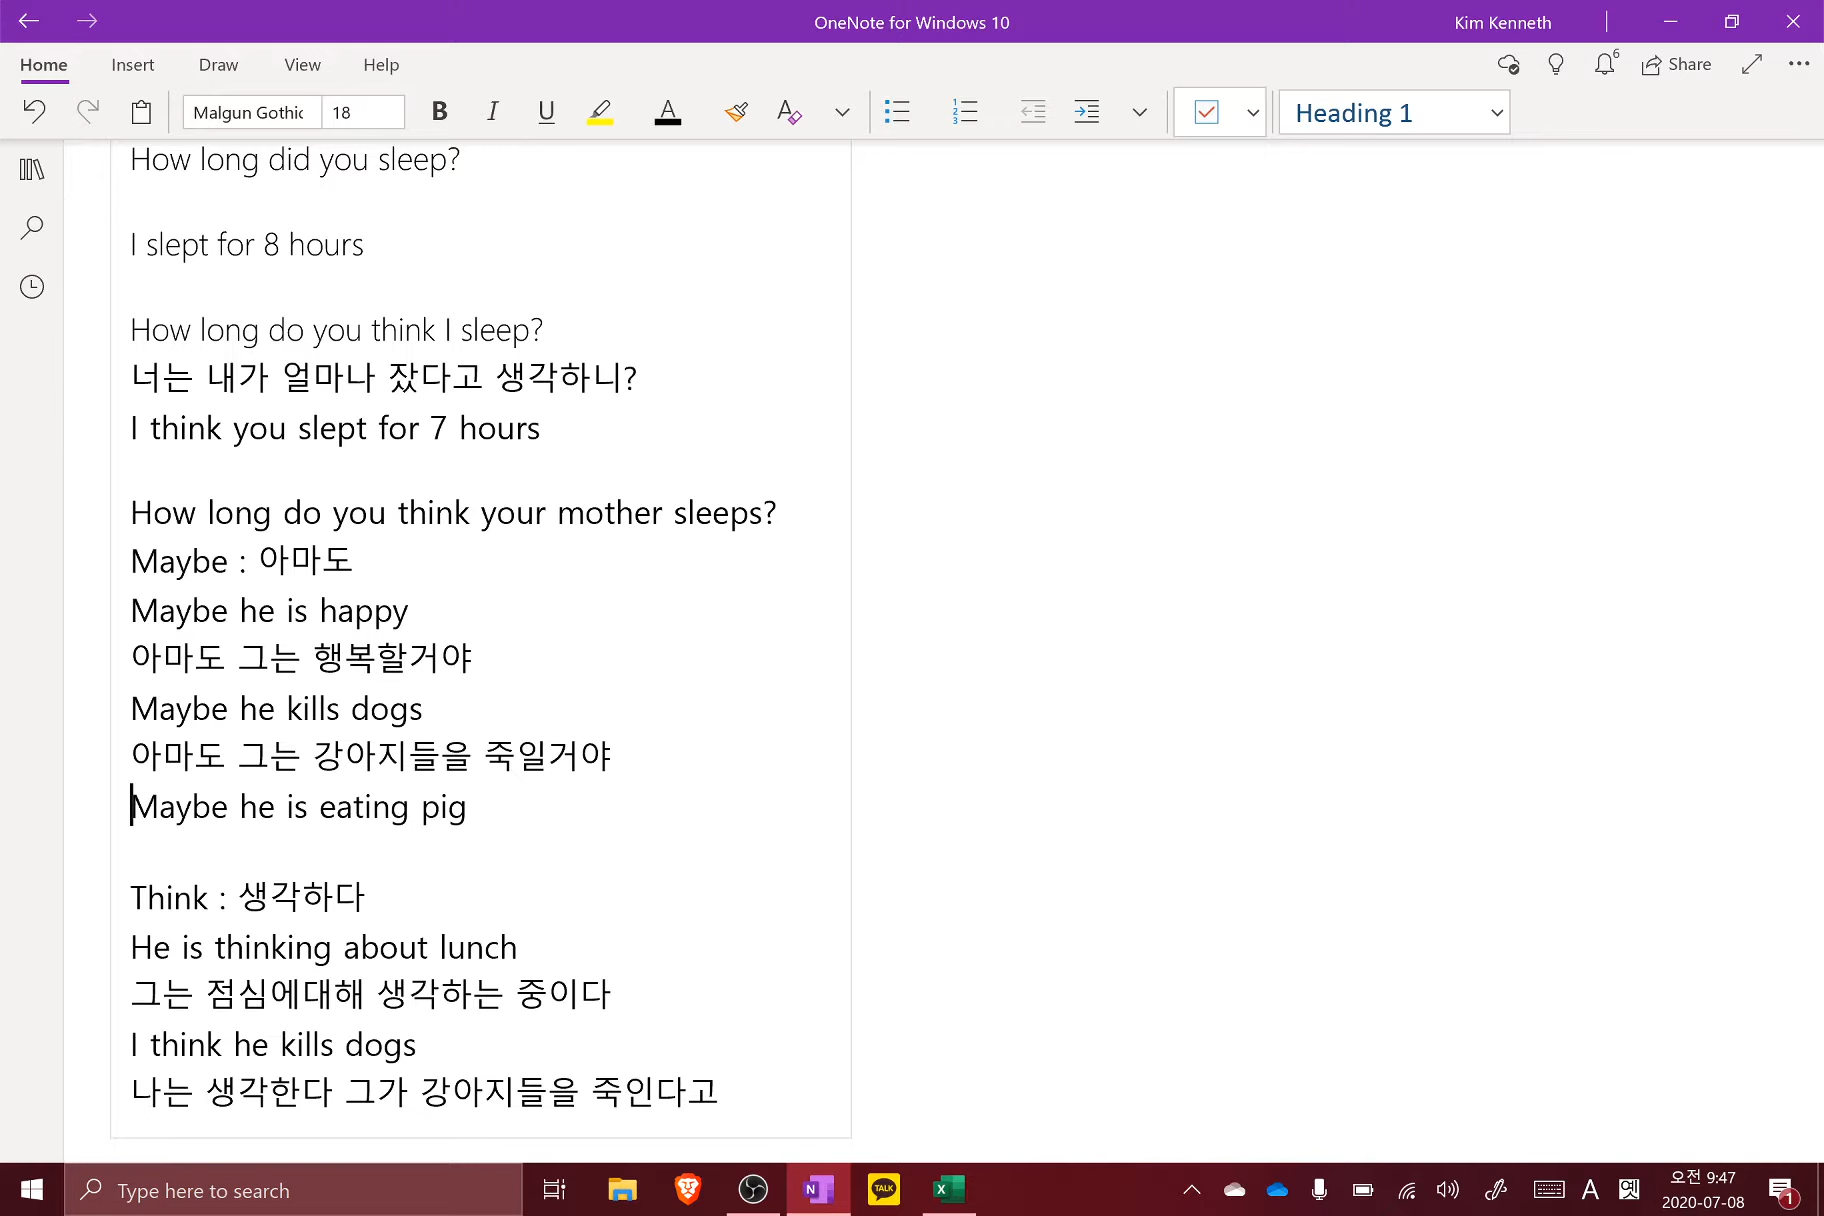 OneNote for Windows 10
Kim Kenneth
Home
Insert
Draw
View
Help
6
Share
Malgun Gothic
18
B
I
U
A
A
Heading 1
How long did you sleep?
I slept for 8 hours
How long do you think I sleep?
너는 내가 얼마나 잤다고 생각하니?
I think you slept for 7 hours
How long do you think your mother sleeps?
Maybe : 아마도
Maybe he is happy
아마도 그는 행복할거야
Maybe he kills dogs
아마도 그는 강아지들을 죽일거야
Maybe he is eating pig
Think : 생각하다
He is thinking about lunch
그는 점심에대해 생각하는 중이다
I think he kills dogs
나는 생각한다 그가 강아지들을 죽인다고
Type here to search
N
TALK
X
A
오전 9:47
2020-07-08
1